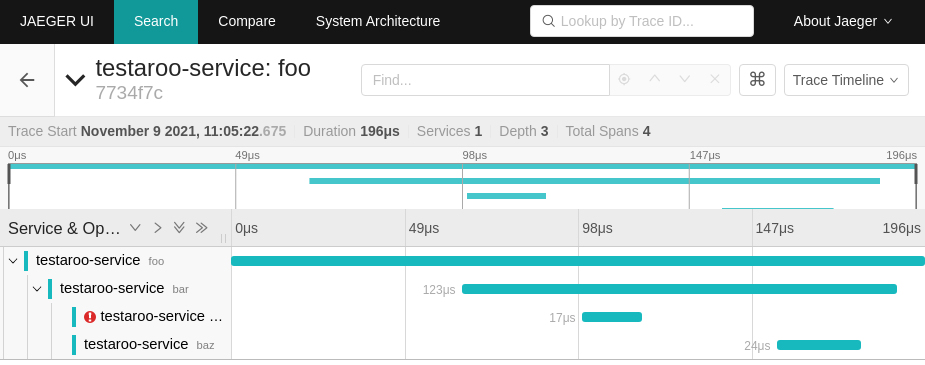 JAEGER UI Search Compare System Architecture Lookup by Trace ID... About Jaeger
testaroo-service: foo
7734f7c
Find... ⌘ Trace Timeline
Trace Start November 9 2021, 11:05:22.675 Duration 196μs Services 1 Depth 3 Total Spans 4
0μs 49μs 98μs 147μs 196μs
Service & Op... 0μs 49μs 98μs 147μs 196μs
testaroo-service foo
testaroo-service bar 123μs
testaroo-service ... 17μs
testaroo-service baz 24μs